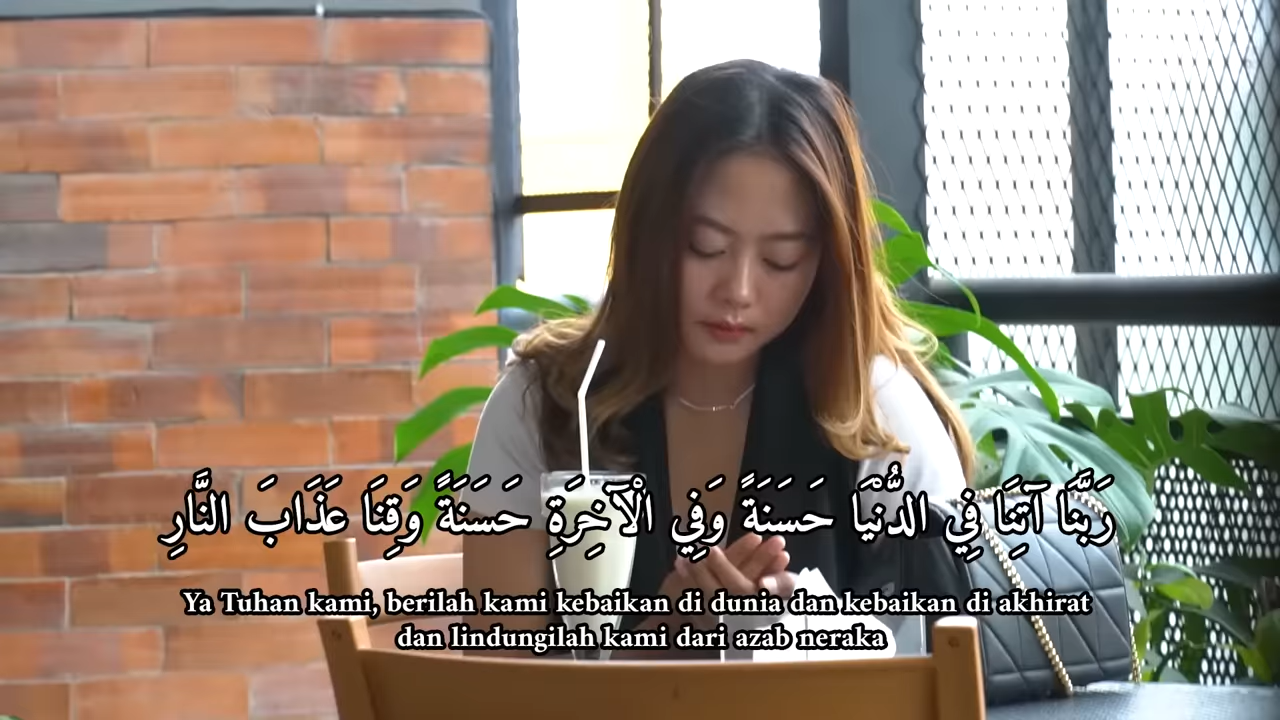 رَبَّنَا آتِنَا فِي الدُّنْيَا حَسَنَةً وَفِي الْآخِرَةِ حَسَنَةً وَقِنَا عَذَابَ النَّارِ
Ya Tuhan kami, berilah kami kebaikan di dunia dan kebaikan di akhirat
dan lindungilah kami dari azab neraka